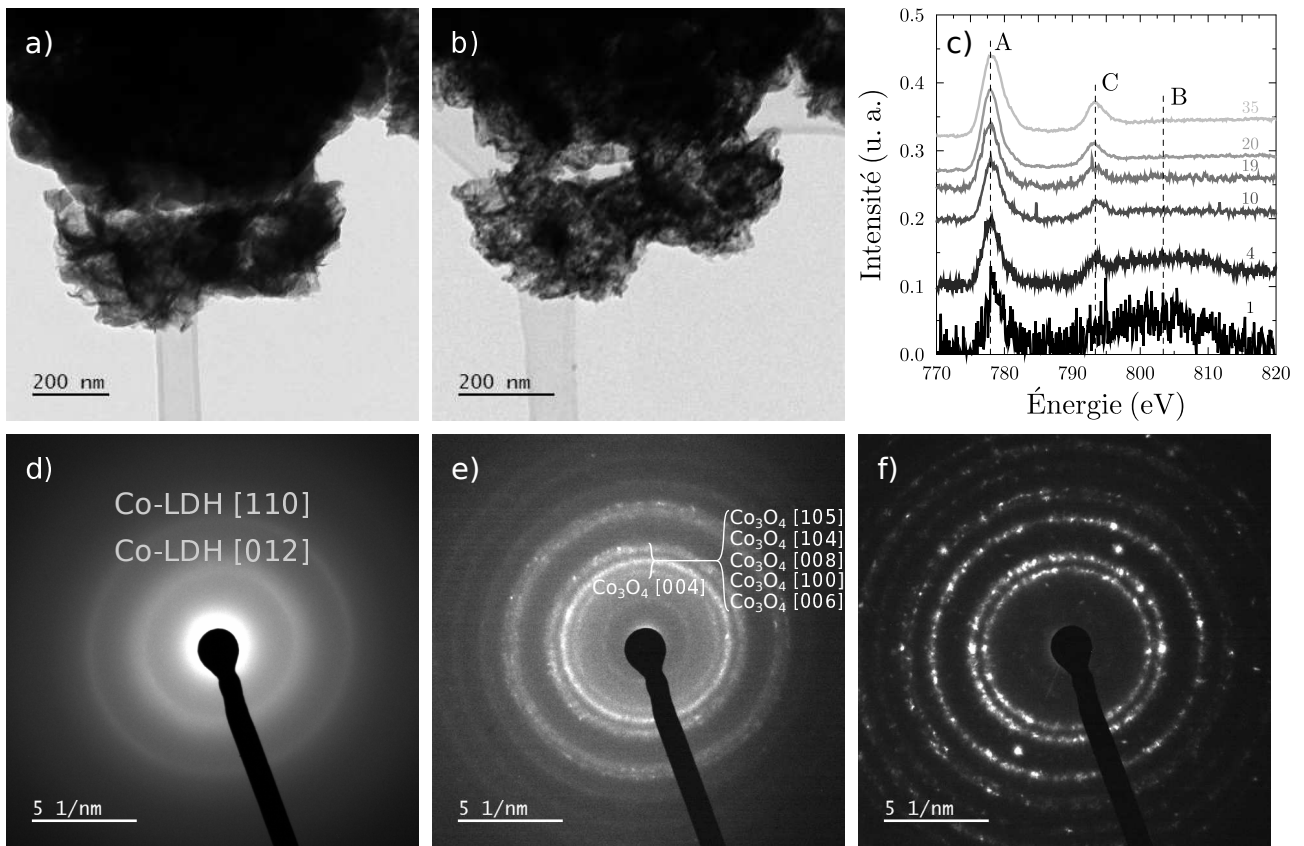 a)
200 nm
b)
200 nm
c)
0.5
0.4
0.3
0.2
0.1
0.0
Intensité (u. a.)
A
C
B
35
20
19
10
4
1
770 780 790 800 810 820
Énergie (eV)
d)
Co-LDH [110]
Co-LDH [012]
5 1/nm
e)
Co₃O₄ [105]
Co₃O₄ [104]
Co₃O₄ [008]
Co₃O₄ [100]
Co₃O₄ [006]
Co₃O₄ [004]
5 1/nm
f)
5 1/nm